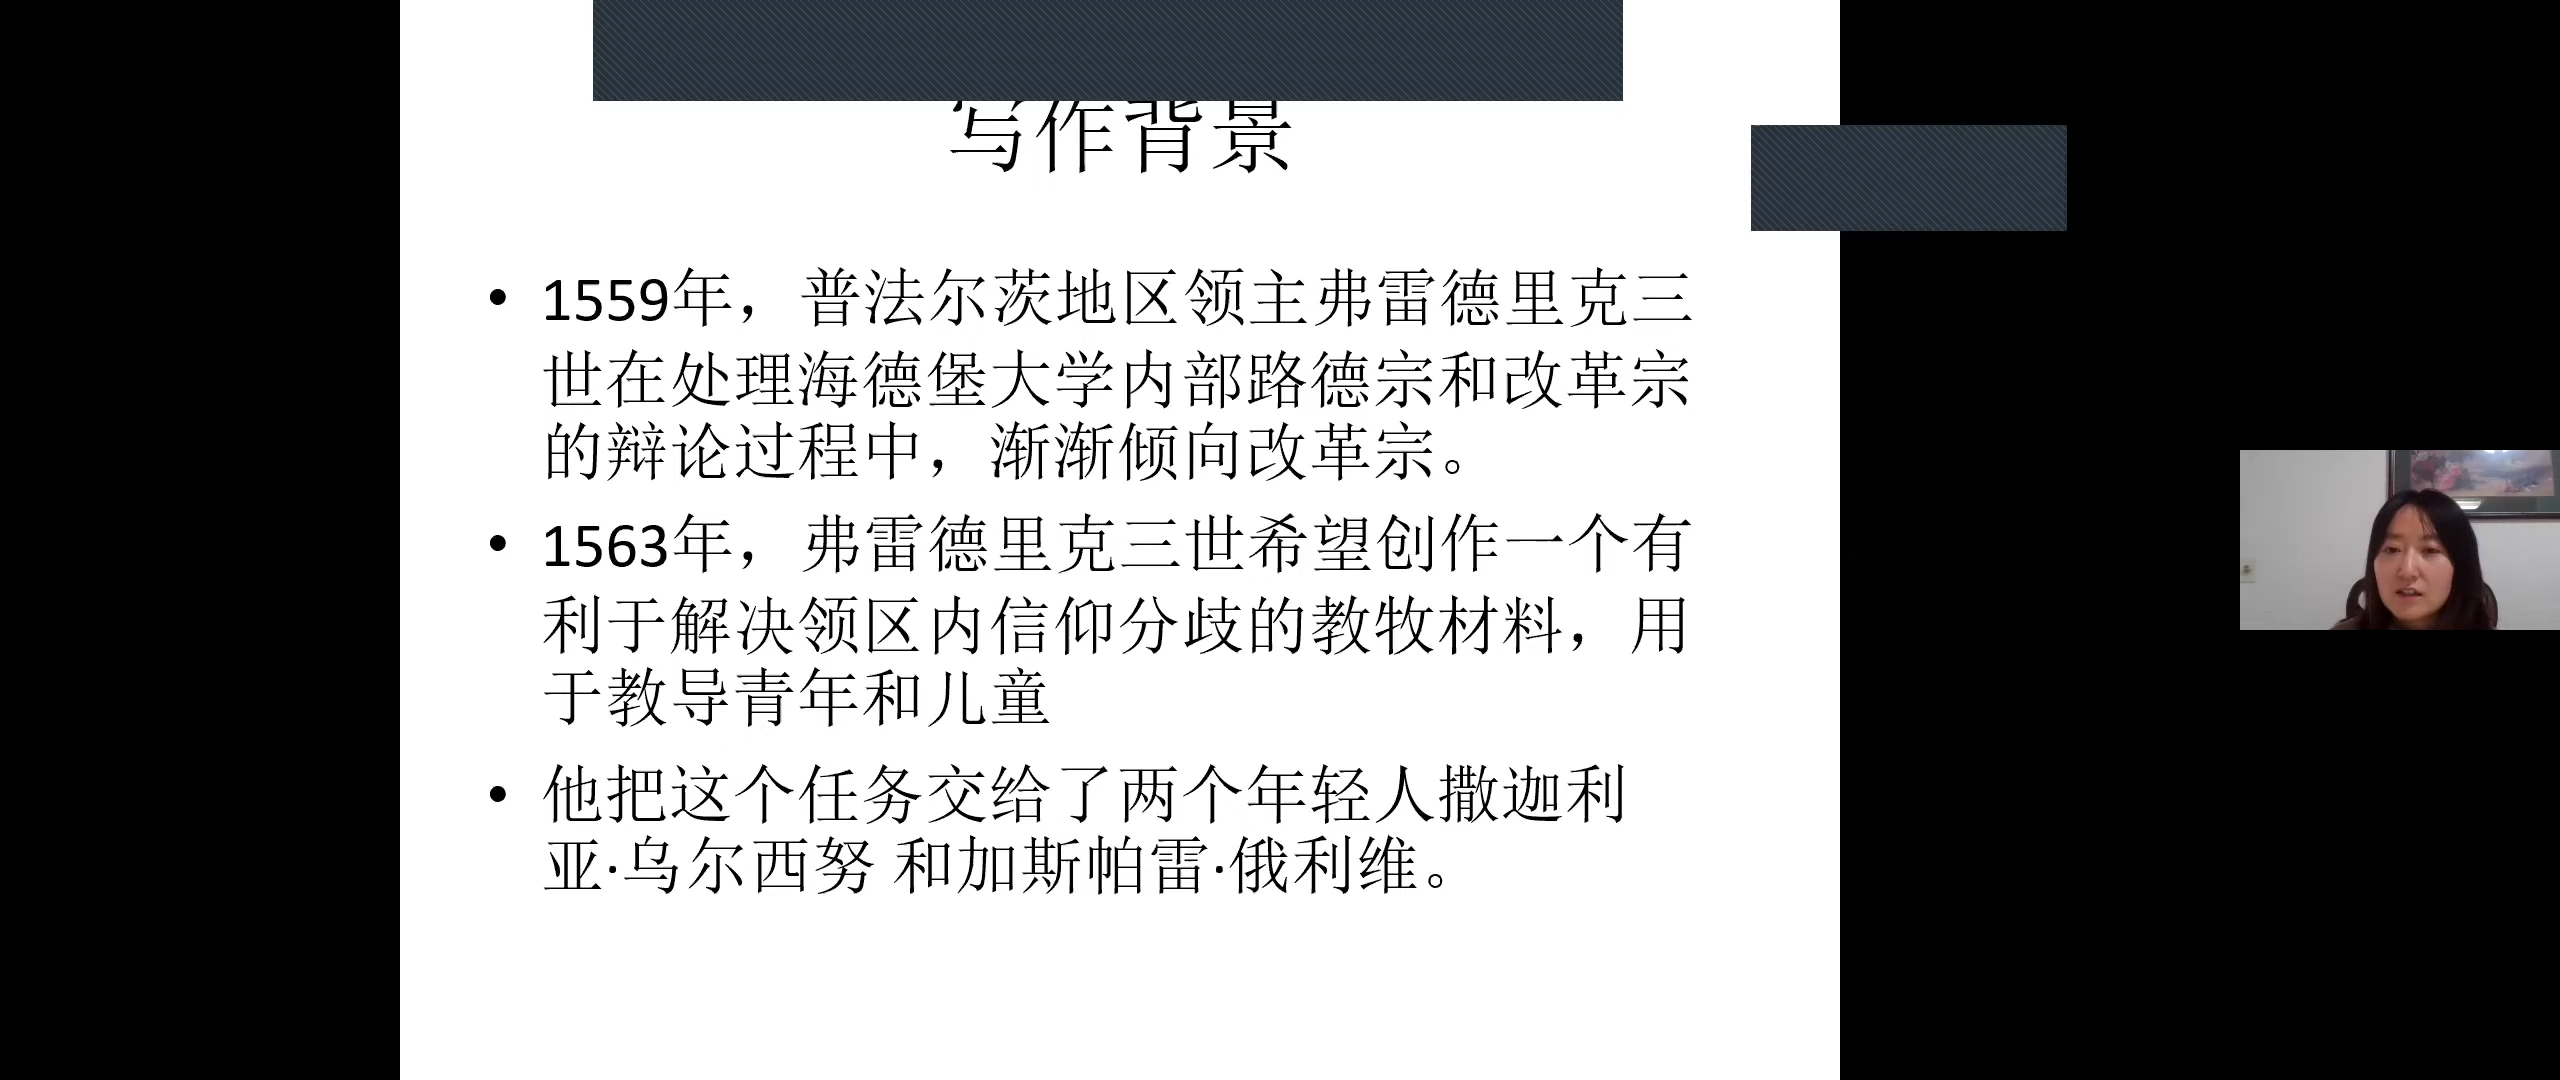 写作背景
• 1559年，普法尔茨地区领主弗雷德里克三
世在处理海德堡大学内部路德宗和改革宗
的辩论过程中，渐渐倾向改革宗。
• 1563年，弗雷德里克三世希望创作一个有
利于解决领区内信仰分歧的教牧材料，用
于教导青年和儿童
• 他把这个任务交给了两个年轻人撒迦利
亚·乌尔西努 和加斯帕雷·俄利维。